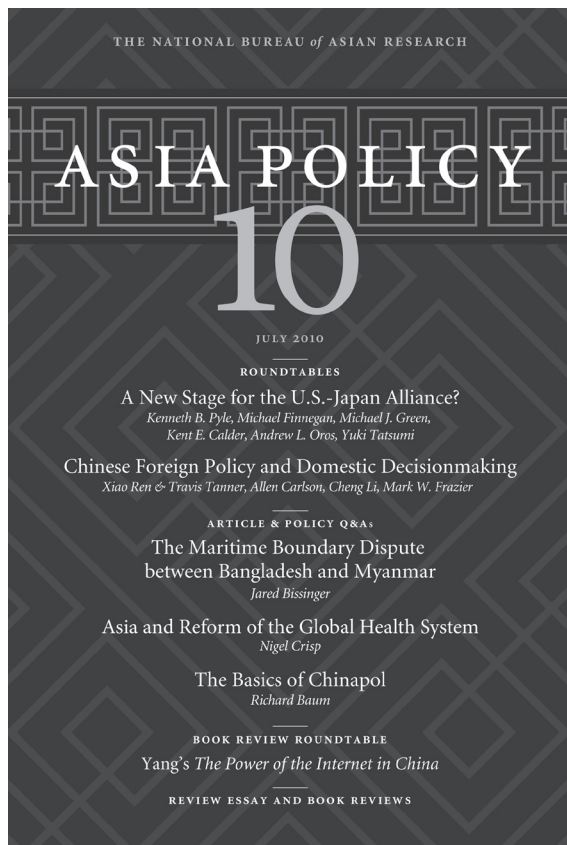 THE NATIONAL BUREAU of ASIAN RESEARCH
ASIA POLICY
10
JULY 2010
ROUNDTABLES
A New Stage for the U.S.-Japan Alliance?
Kenneth B. Pyle, Michael Finnegan, Michael J. Green,
Kent E. Calder, Andrew L. Oros, Yuki Tatsumi
Chinese Foreign Policy and Domestic Decisionmaking
Xiao Ren & Travis Tanner, Allen Carlson, Cheng Li, Mark W. Frazier
ARTICLE & POLICY Q&As
The Maritime Boundary Dispute
between Bangladesh and Myanmar
Jared Bissinger
Asia and Reform of the Global Health System
Nigel Crisp
The Basics of Chinapol
Richard Baum
BOOK REVIEW ROUNDTABLE
Yang's The Power of the Internet in China
REVIEW ESSAY AND BOOK REVIEWS